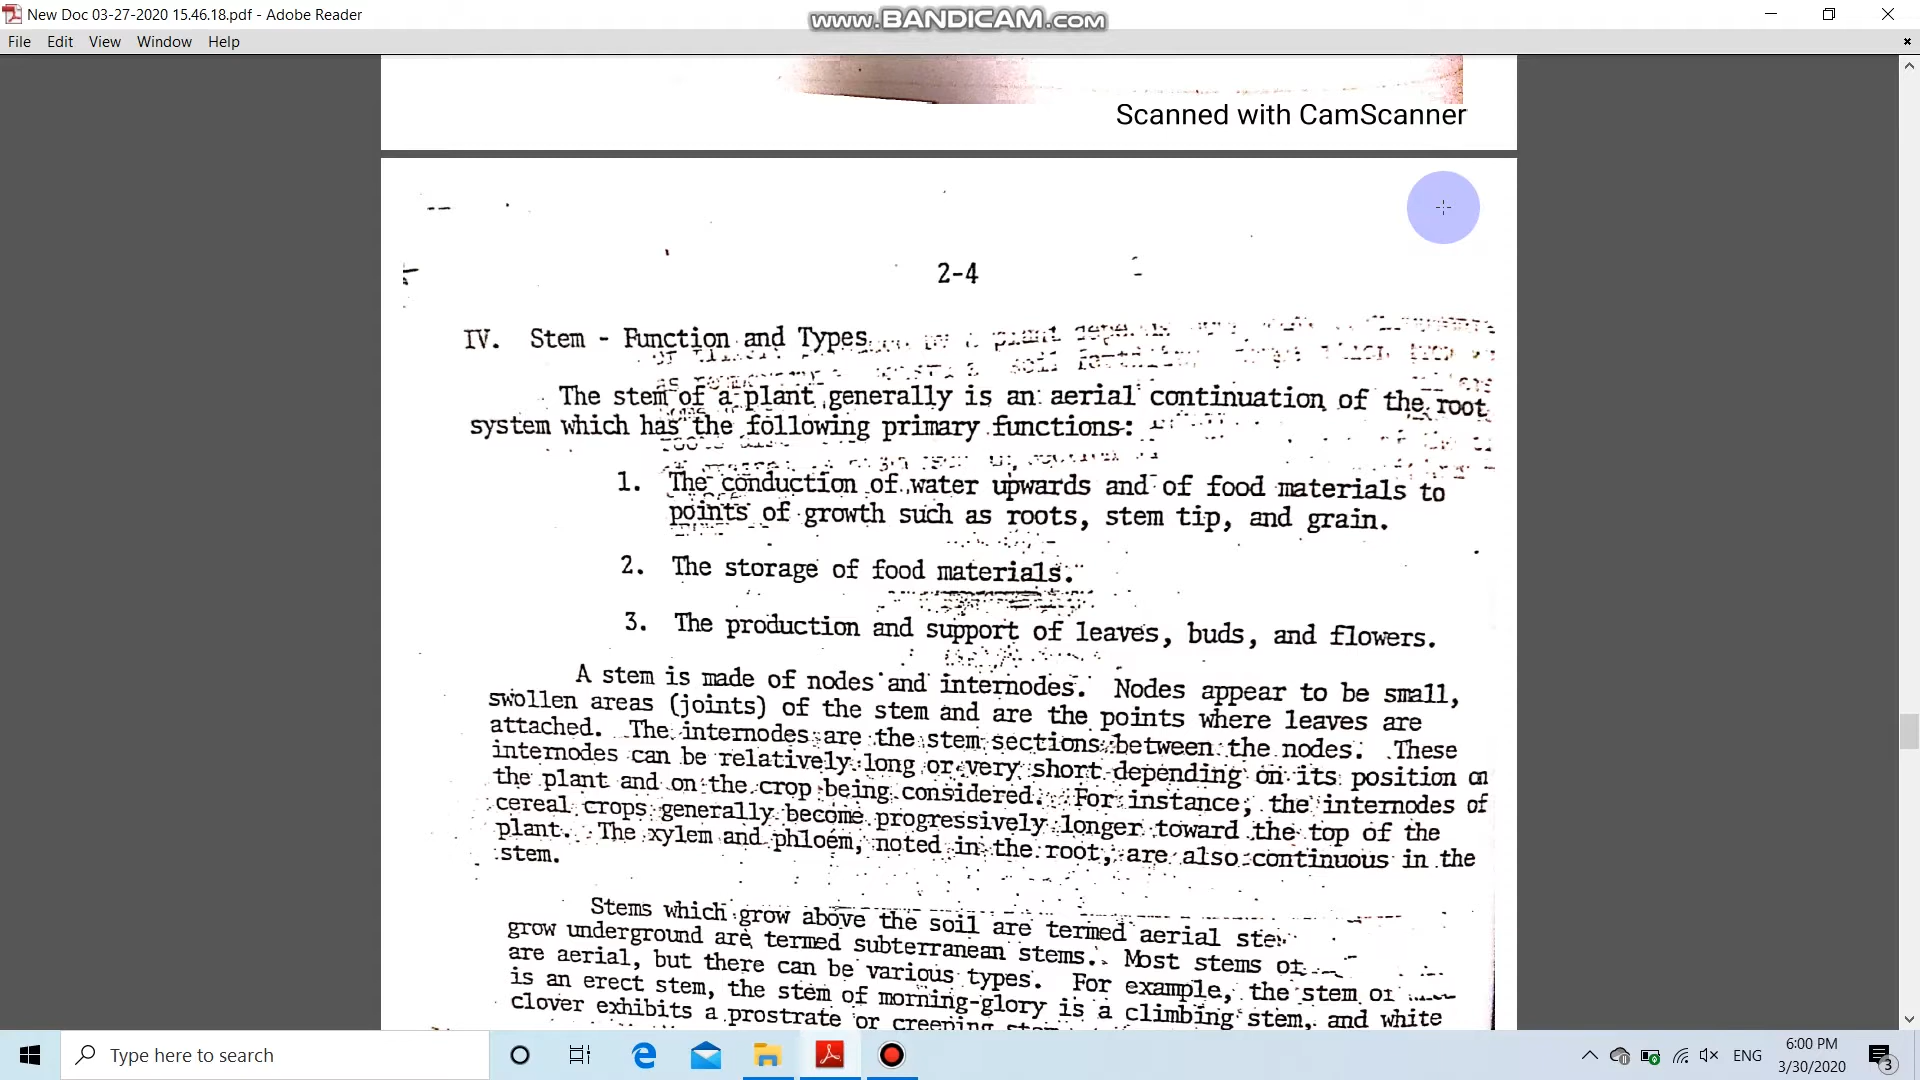 New Doc 03-27-2020 15.46.18.pdf - Adobe Reader
www.BANDICAM.com
File Edit View Window Help
Scanned with CamScanner
2-4
IV. Stem - Function and Types
The stem of a plant generally is an aerial continuation of the root
system which has the following primary functions:
1. The conduction of water upwards and of food materials to
points of growth such as roots, stem tip, and grain.
2. The storage of food materials.
3. The production and support of leaves, buds, and flowers.
A stem is made of nodes and internodes. Nodes appear to be small,
swollen areas (joints) of the stem and are the points where leaves are
attached. The internodes are the stem sections between the nodes. These
internodes can be relatively long or very short depending on its position on
the plant and on the crop being considered. For instance, the internodes of
cereal crops generally become progressively longer toward the top of the
plant. The xylem and phloem, noted in the root, are also continuous in the
stem.
Stems which grow above the soil are termed aerial
grow underground are termed subterranean stems. Most stems
are aerial, but there can be various types. For example, the stem
is an erect stem, the stem of morning-glory is a climbing stem, and white
clover exhibits a prostrate or creeping
Type here to search
ENG
6:00 PM
3/30/2020
3